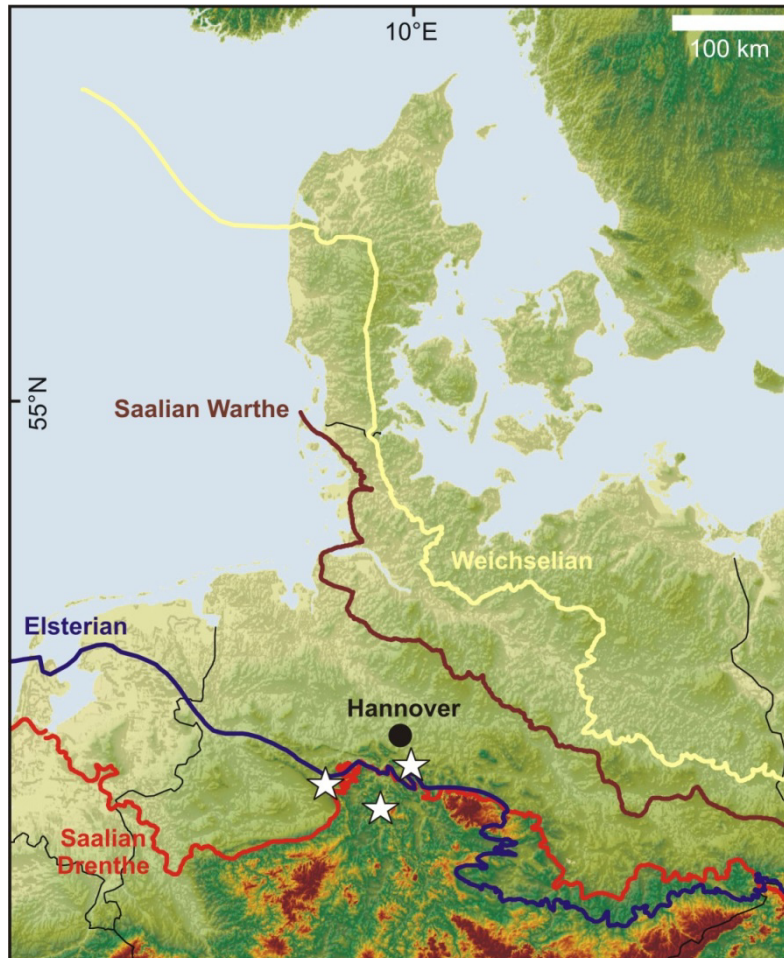 10°E
100 km
55°N
Saalian Warthe
Weichselian
Elsterian
Hannover
Saalian
Drenthe